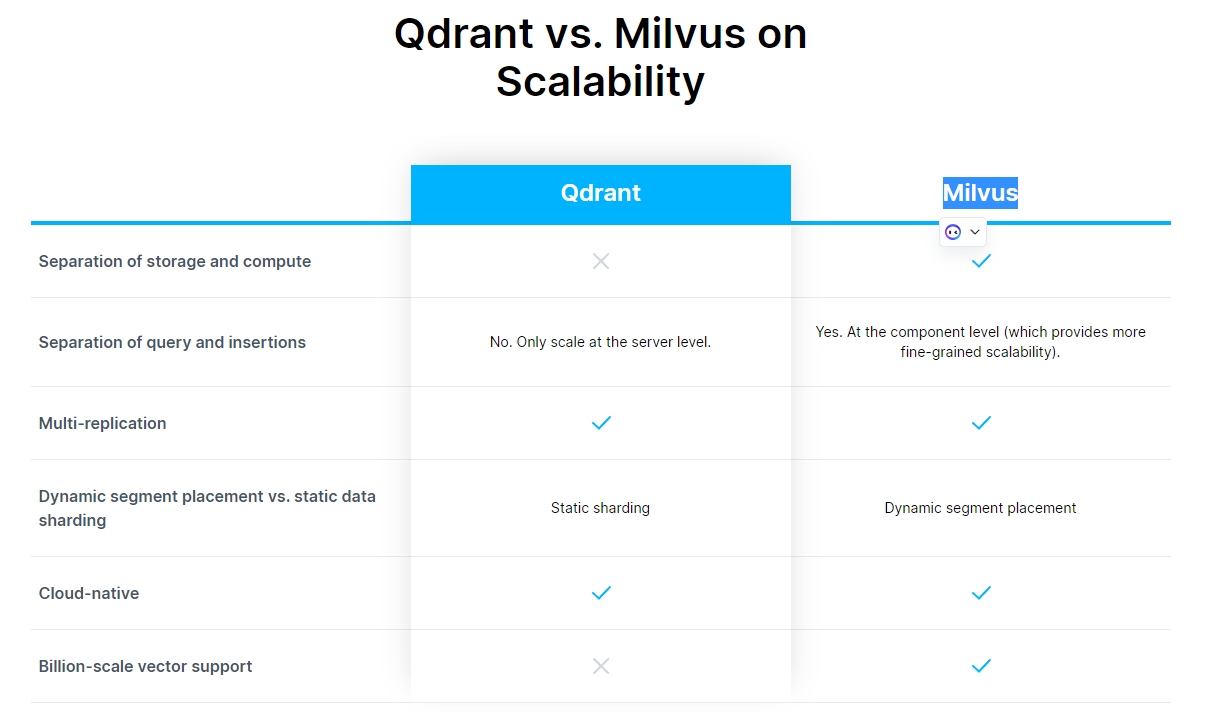 Qdrant vs. Milvus on
Scalability
Qdrant
Milvus
Separation of storage and compute
Separation of query and insertions
No. Only scale at the server level.
Yes. At the component level (which provides more
fine-grained scalability).
Multi-replication
Dynamic segment placement vs. static data
sharding
Static sharding
Dynamic segment placement
Cloud-native
Billion-scale vector support